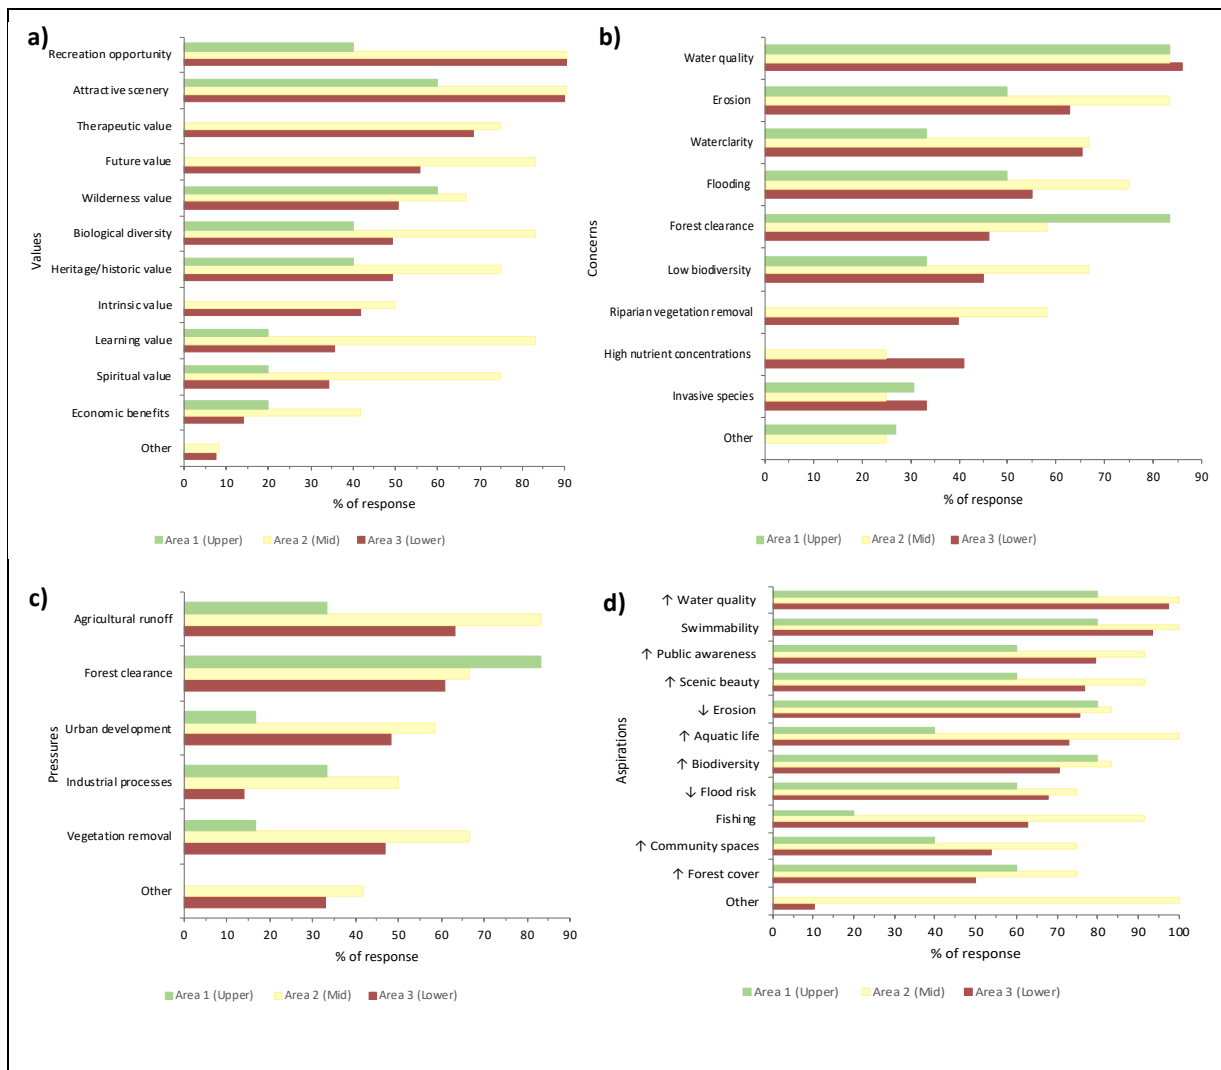 a)
Recreation opportunity
Attractive scenery
Therapeutic value
Future value
Wilderness value
Biological diversity
Heritage/historic value
Intrinsic value
Learning value
Spiritual value
Economic benefits
Other
Values
0 10 20 30 40 50 60 70 80 90
% of response
Area 1 (Upper) Area 2 (Mid) Area 3 (Lower)
b)
Water quality
Erosion
Waterclarity
Flooding
Forest clearance
Low biodiversity
Riparian vegetation removal
High nutrient concentrations
Invasive species
Other
Concerns
0 10 20 30 40 50 60 70 80 90
% of response
Area 1 (Upper) Area 2 (Mid) Area 3 (Lower)
c)
Agricultural runoff
Forest clearance
Urban development
Industrial processes
Vegetation removal
Other
Pressures
0 10 20 30 40 50 60 70 80 90
% of response
Area 1 (Upper) Area 2 (Mid) Area 3 (Lower)
d)
↑ Water quality
Swimmability
↑ Public awareness
↑ Scenic beauty
↓ Erosion
↑ Aquatic life
↑ Biodiversity
↓ Flood risk
Fishing
↑ Community spaces
↑ Forest cover
Other
Aspirations
0 10 20 30 40 50 60 70 80 90 100
% of response
Area 1 (Upper) Area 2 (Mid) Area 3 (Lower)